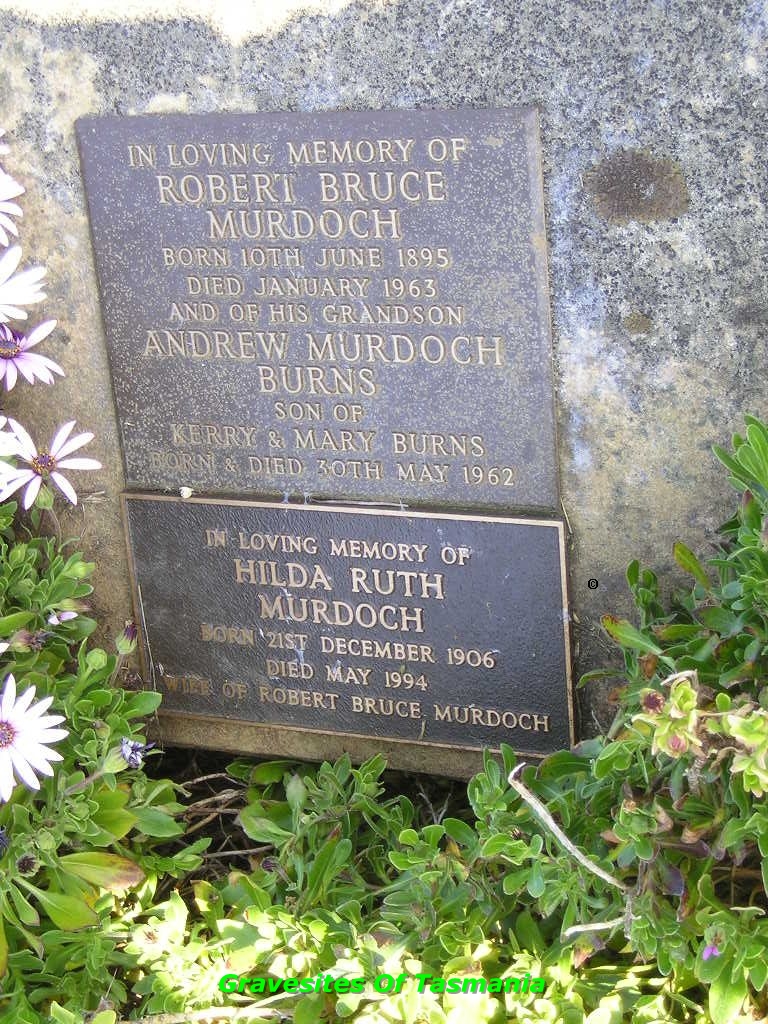 IN LOVING MEMORY OF
ROBERT BRUCE
MURDOCH
BORN 10TH JUNE 1895
DIED JANUARY 1963
AND OF HIS GRANDSON
ANDREW MURDOCH
BURNS
SON OF
KERRY & MARY BURNS
BORN & DIED 30TH MAY 1962
IN LOVING MEMORY OF
HILDA RUTH
MURDOCH
BORN 21ST DECEMBER 1906
DIED MAY 1994
WIFE OF ROBERT BRUCE MURDOCH
©
Gravesites Of Tasmania